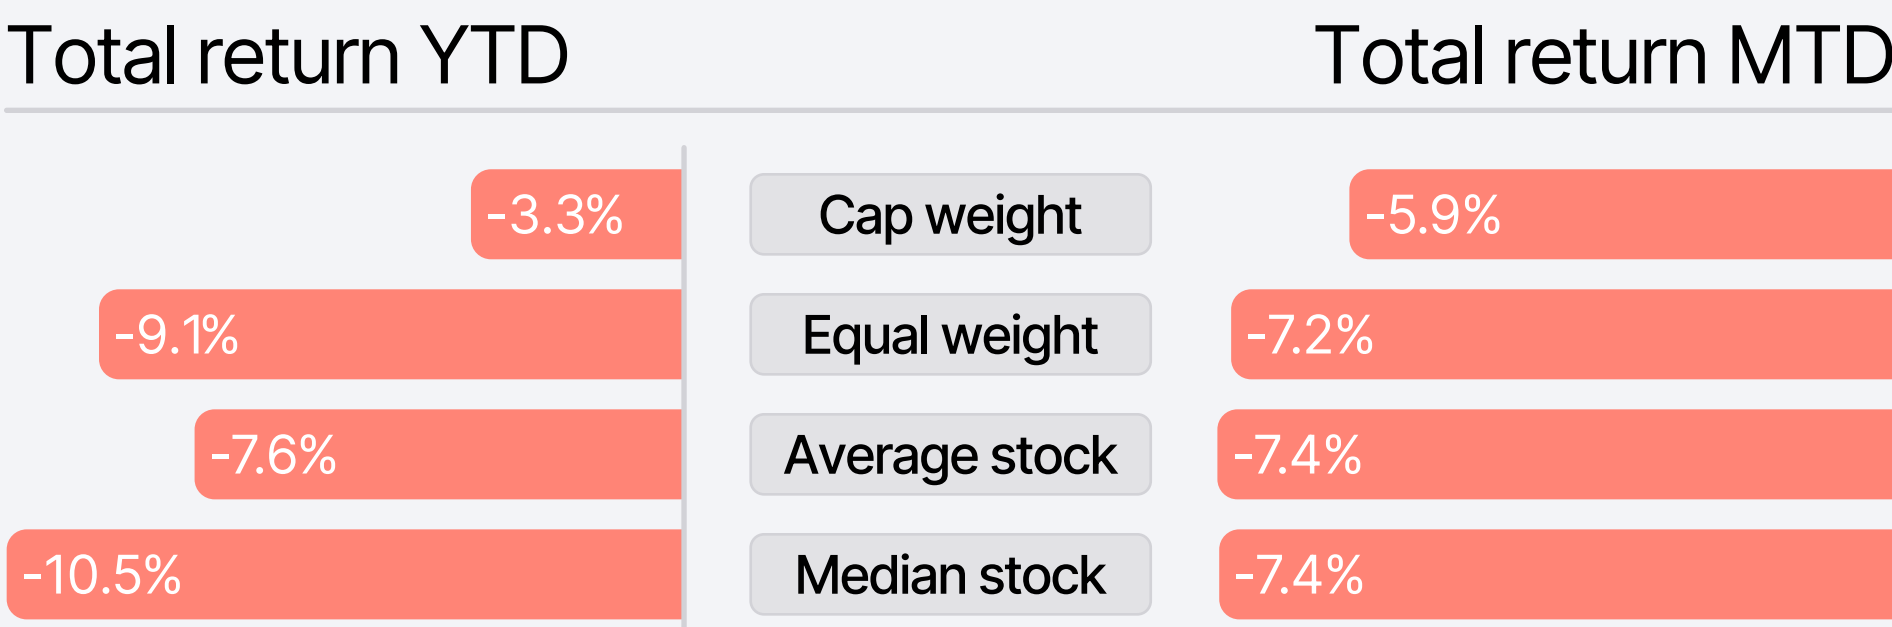 Total return YTD
Total return MTD
-3.3%
Cap weight
-5.9%
-9.1%
Equal weight
-7.2%
-7.6%
Average stock
-7.4%
-10.5%
Median stock
-7.4%